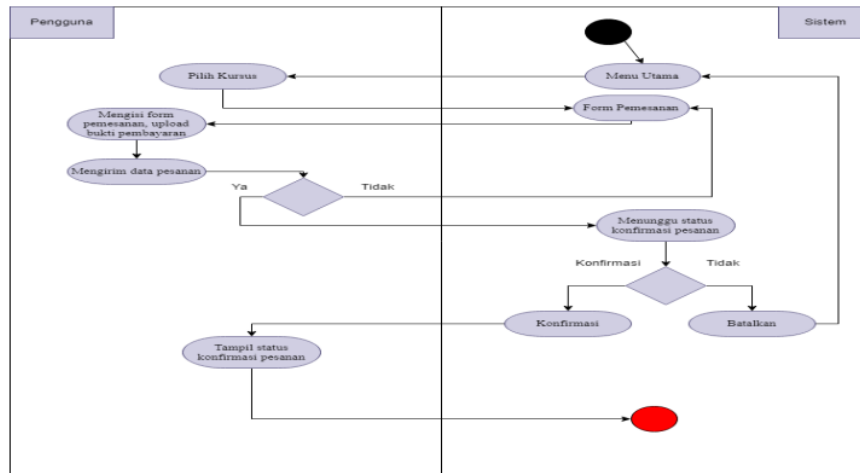 Pengguna
Sistem
Pilih Kursus
Menu Utama
Form Pemesanan
Mengisi form
pemesanan, upload
bukti pembayaran
Mengirim data pesanan
Ya
Tidak
Menunggu status
konfirmasi pesanan
Konfirmasi
Tidak
Konfirmasi
Batalkan
Tampil status
konfirmasi pesanan